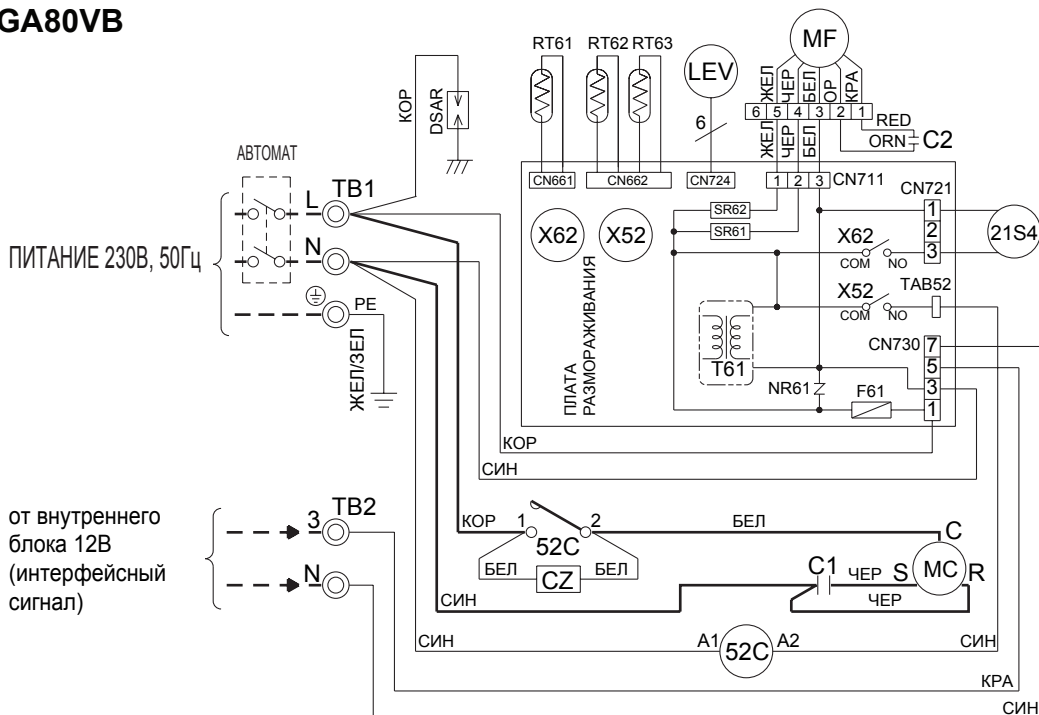 GA80VB
RT61
RT62
RT63
LEV
6
MF
ЖЕЛ
ЧЕР
БЕЛ
ОР
КРА
6 5 4 3 2 1
RED
ORN
C2
ЖЕЛ
ЧЕР
БЕЛ
КОР
DSAR
CN661
CN662
CN724
1 2 3
CN711
CN721
1
2
3
21S4
АВТОМАТ
L
TB1
N
PE
ЖЕЛ/ЗЕЛ
ПИТАНИЕ 230В, 50Гц
X62
X52
ПЛАТА
РАЗМОРАЖИВАНИЯ
SR62
SR61
X62
COM
NO
X52
COM
NO
TAB52
T61
NR61
F61
CN730
7
5
3
1
КОР
СИН
от внутреннего
блока 12В
(интерфейсный
сигнал)
3
TB2
N
КОР
1
2
52C
БЕЛ
БЕЛ
CZ
БЕЛ
C
MC
S
R
C1
ЧЕР
ЧЕР
СИН
СИН
A1
52C
A2
СИН
КРА
СИН